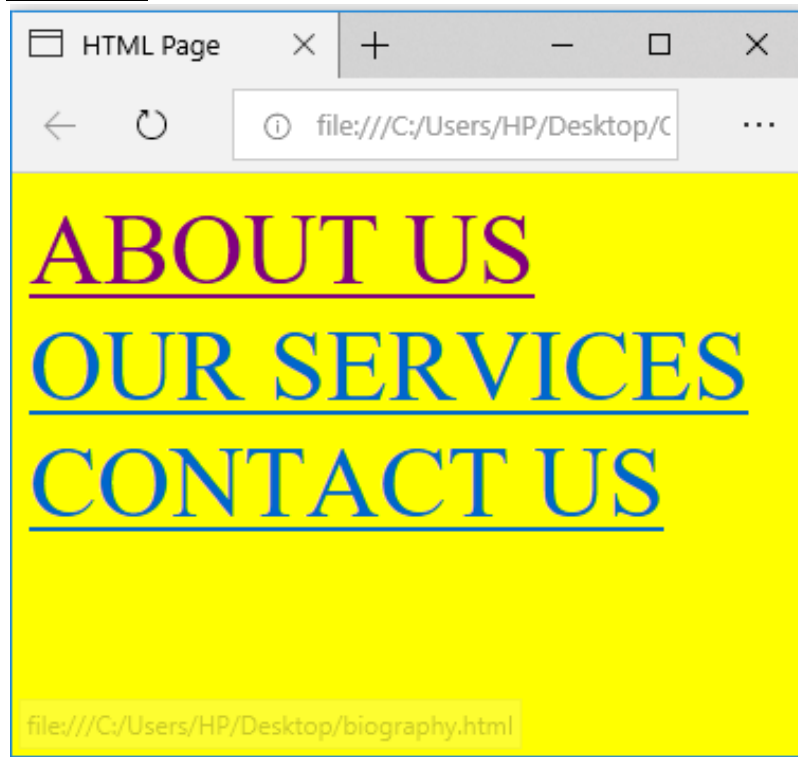 HTML Page
file:///C:/Users/HP/Desktop/C
ABOUT US
OUR SERVICES
CONTACT US
file:///C:/Users/HP/Desktop/biography.html